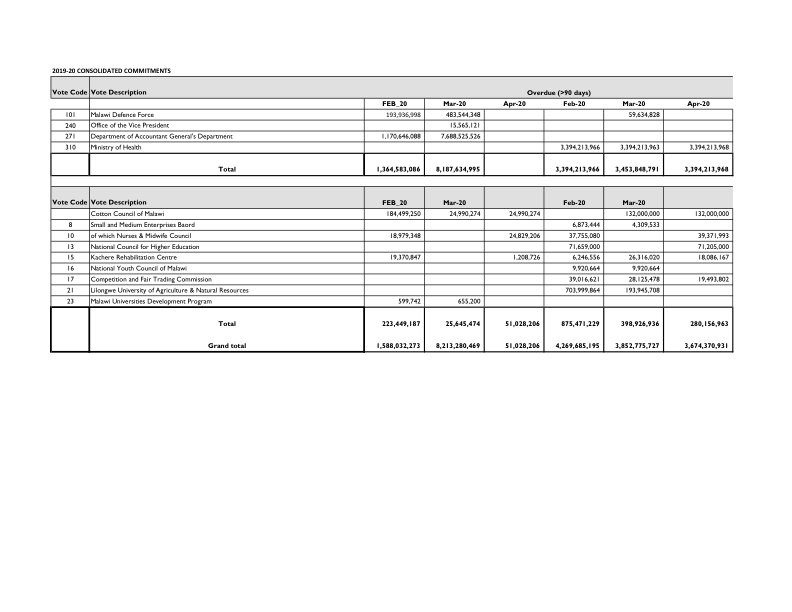 2019-20 CONSOLIDATED COMMITMENTS
Vote Code Vote Description Overdue (>90 days)
FEB_20 Mar-20 Apr-20 Feb-20 Mar-20 Apr-20
101 Malawi Defence Force 193,936,998 483,544,348 59,634,828
240 Office of the Vice President 15,565,121
271 Department of Accountant General's Department 1,170,646,088 7,688,525,526
310 Ministry of Health 3,394,213,966 3,394,213,963 3,394,213,968
Total 1,364,583,086 8,187,634,995 3,394,213,966 3,453,848,791 3,394,213,968
Vote Code Vote Description FEB_20 Mar-20 Feb-20 Mar-20
Cotton Council of Malawi 184,499,250 24,990,274 24,990,274 132,000,000 132,000,000
8 Small and Medium Enterprises Baord 6,873,444 4,309,533
10 of which Nurses & Midwife Council 18,979,348 24,829,206 37,755,080 39,371,993
13 National Council for Higher Education 71,659,000 71,205,000
15 Kachere Rehabilitation Centre 19,370,847 1,208,726 6,246,556 26,316,020 18,086,167
16 National Youth Council of Malawi 9,920,664 9,920,664
17 Competition and Fair Trading Commission 39,016,621 28,125,478 19,493,802
21 Lilongwe University of Agriculture & Natural Resources 703,999,864 193,945,708
23 Malawi Universities Development Program 599,742 655,200
Total 223,449,187 25,645,474 51,028,206 875,471,229 398,926,936 280,156,963
Grand total 1,588,032,273 8,213,280,469 51,028,206 4,269,685,195 3,852,775,727 3,674,370,931